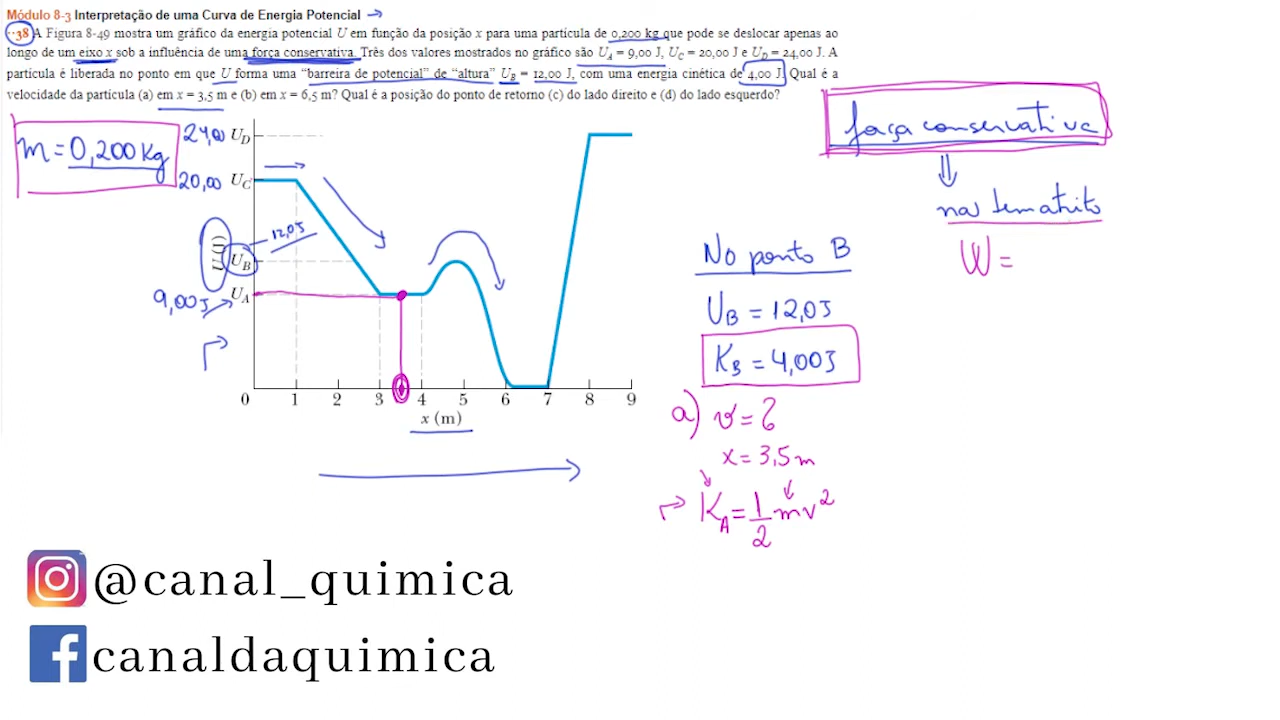 Módulo 8-3 Interpretação de uma Curva de Energia Potencial
··38 A Figura 8-49 mostra um gráfico da energia potencial U em função da posição x para uma partícula de 0,200 kg que pode se deslocar apenas ao
longo de um eixo x sob a influência de uma força conservativa. Três dos valores mostrados no gráfico são U_A = 9,00 J, U_C = 20,00 J e U_D = 24,00 J. A
partícula é liberada no ponto em que U forma uma "barreira de potencial" de "altura" U_B = 12,00 J, com uma energia cinética de 4,00 J. Qual é a
velocidade da partícula (a) em x = 3,5 m e (b) em x = 6,5 m? Qual é a posição do ponto de retorno (c) do lado direito e (d) do lado esquerdo?
m = 0,200 kg
24,00 U_D
20,00 U_C
12,0J
U_B
9,00J U_A
0 1 2 3 4 5 6 7 8 9
x (m)
força conservativa
W =
No ponto B
U_B = 12,0J
K_B = 4,00J
a) v = ?
x = 3,5 m
K_A = 1/2 mv²
@canal_quimica
canaldaquimica